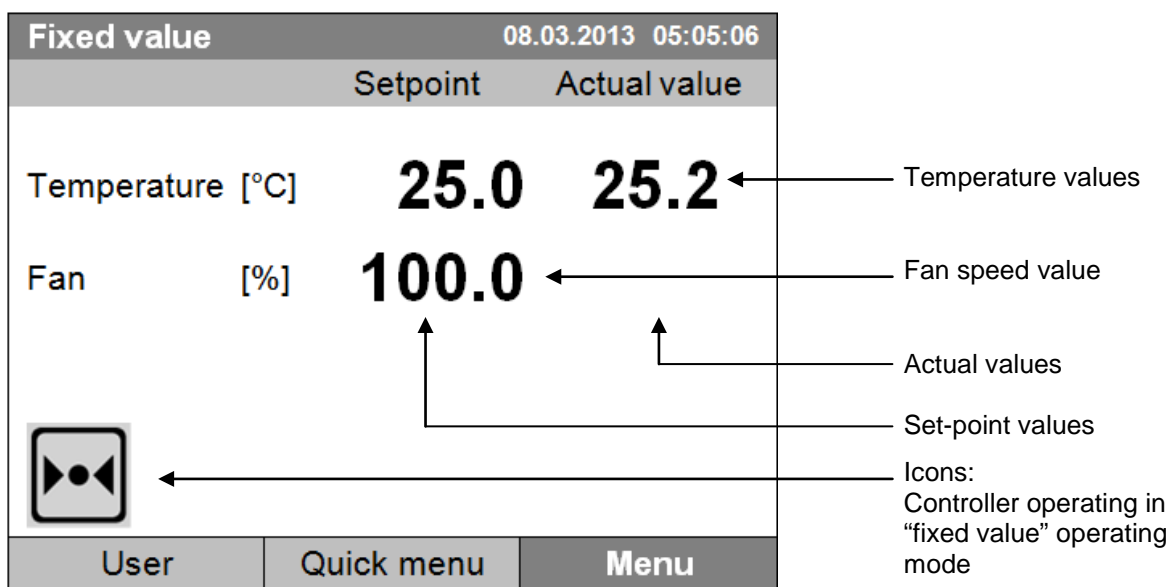 Fixed value 08.03.2013 05:05:06
Setpoint Actual value
Temperature [°C] 25.0 25.2
Temperature values
Fan [%] 100.0
Fan speed value
Actual values
Set-point values
Icons:
Controller operating in
“fixed value” operating
mode
User Quick menu Menu